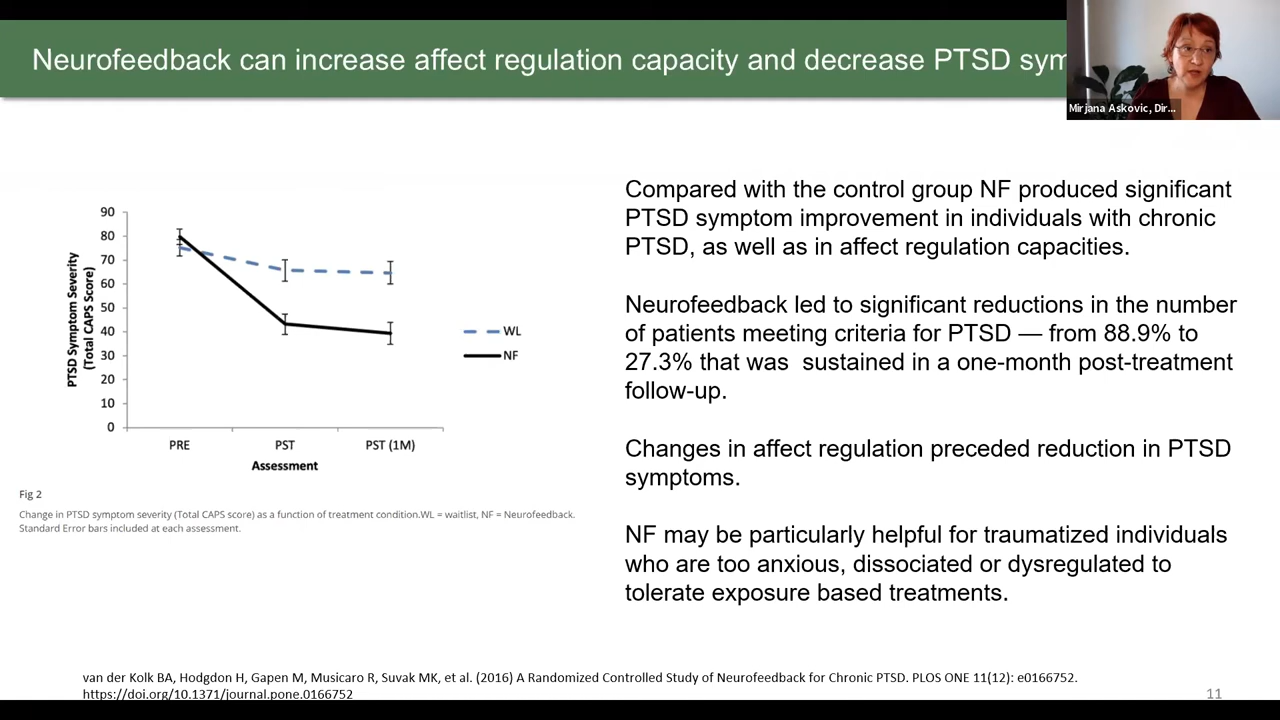 Neurofeedback can increase affect regulation capacity and decrease PTSD sym
Mirjana Askovic, Dir...
90
80
70
60
50
40
30
20
10
0
PTSD Symptom Severity
(Total CAPS Score)
PRE
PST
PST (1M)
Assessment
WL
NF
Fig 2
Change in PTSD symptom severity (Total CAPS score) as a function of treatment condition.WL = waitlist, NF = Neurofeedback.
Standard Error bars included at each assessment.
Compared with the control group NF produced significant
PTSD symptom improvement in individuals with chronic
PTSD, as well as in affect regulation capacities.
Neurofeedback led to significant reductions in the number
of patients meeting criteria for PTSD — from 88.9% to
27.3% that was  sustained in a one-month post-treatment
follow-up.
Changes in affect regulation preceded reduction in PTSD
symptoms.
NF may be particularly helpful for traumatized individuals
who are too anxious, dissociated or dysregulated to
tolerate exposure based treatments.
van der Kolk BA, Hodgdon H, Gapen M, Musicaro R, Suvak MK, et al. (2016) A Randomized Controlled Study of Neurofeedback for Chronic PTSD. PLOS ONE 11(12): e0166752.
https://doi.org/10.1371/journal.pone.0166752
11